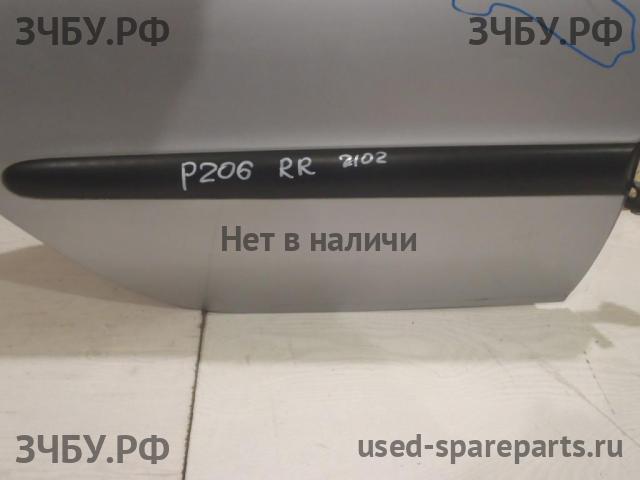 ЗЧБУ.РФ ЗЧБУ.РФ
P206 RR 2102
Нет в наличи
ЗЧБУ.РФ used-spareparts.ru